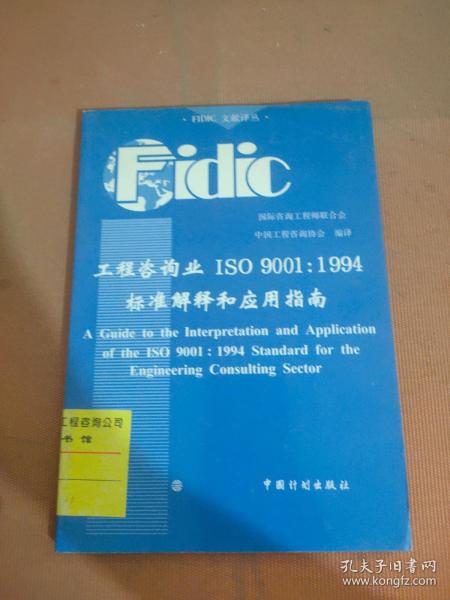 · FIDIC 文献译丛 ·
Fidic
国际咨询工程师联合会
中国工程咨询协会 编译
工程咨询业 ISO 9001:1994
标准解释和应用指南
A Guide to the Interpretation and Application
of the ISO 9001:1994 Standard for the
Engineering Consulting Sector
工程咨询公司
书馆
中国计划出版社
孔夫子旧书网
www.kongfz.com